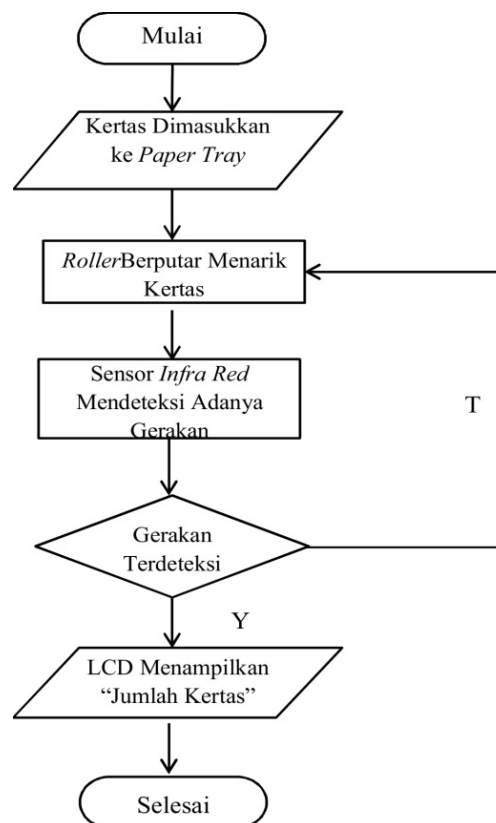 Mulai
Kertas Dimasukkan
ke Paper Tray
RollerBerputar Menarik
Kertas
Sensor Infra Red
Mendeteksi Adanya
Gerakan
T
Gerakan
Terdeteksi
Y
LCD Menampilkan
“Jumlah Kertas”
Selesai